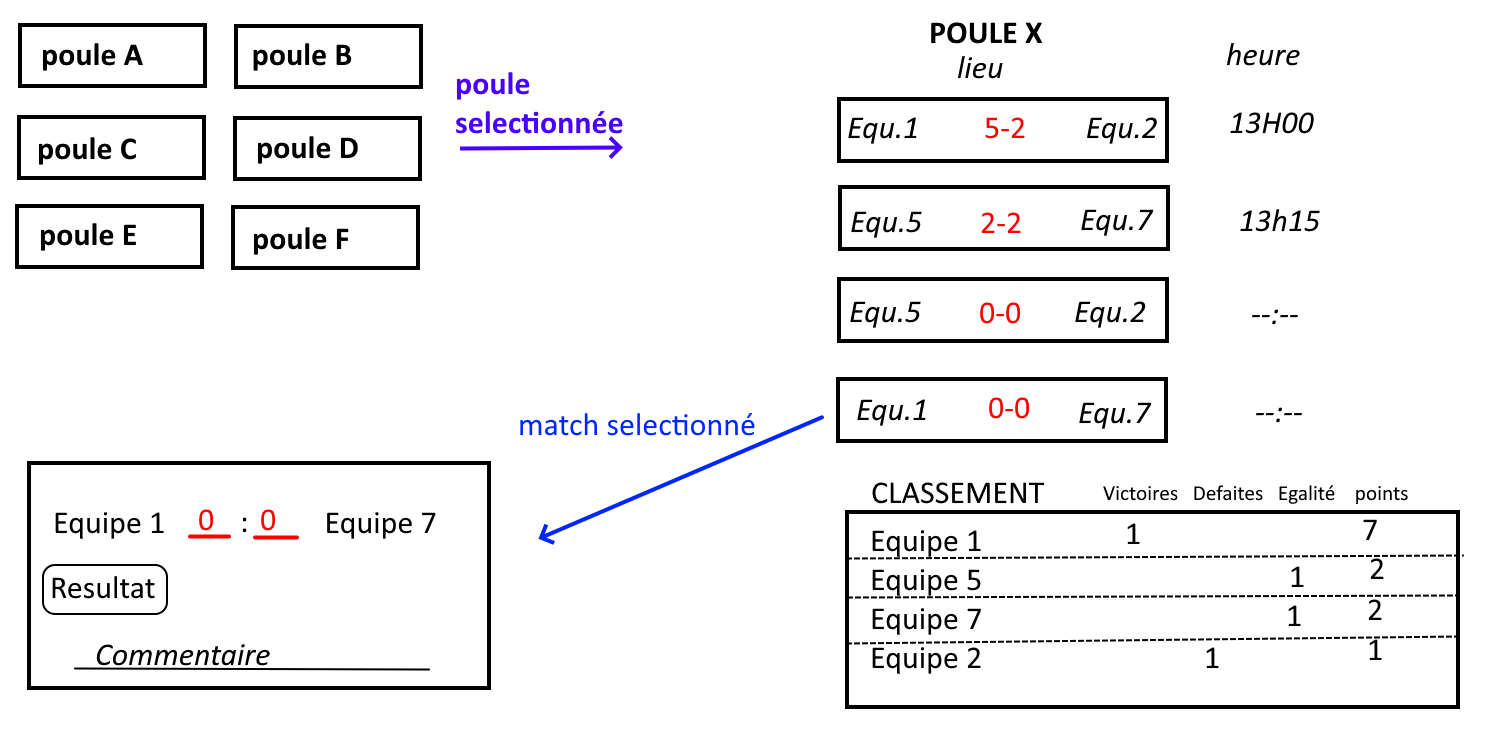 poule A
poule B
poule C
poule D
poule E
poule F
poule
selectionnée
POULE X
lieu
heure
Equ.1 5-2 Equ.2 13H00
Equ.5 2-2 Equ.7 13h15
Equ.5 0-0 Equ.2 --:--
Equ.1 0-0 Equ.7 --:--
match selectionné
Equipe 1 0 : 0 Equipe 7
Resultat
Commentaire
CLASSEMENT Victoires Defaites Egalité points
Equipe 1 1 7
Equipe 5 1 2
Equipe 7 1 2
Equipe 2 1 1